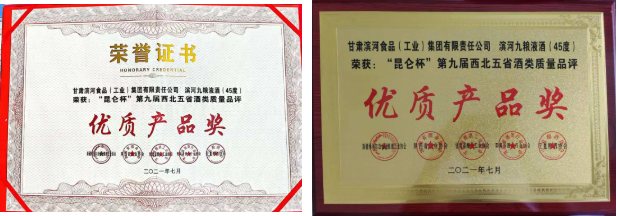 荣誉证书
HONORARY CREDENTIAL
甘肃滨河食品（工业）集团有限责任公司 滨河九粮液酒（45度）
荣获：“昆仑杯”第九届西北五省酒类质量品评
优质产品奖
二〇二一年七月
甘肃滨河食品（工业）集团有限责任公司 滨河九粮液酒（45度）
荣获：“昆仑杯”第九届西北五省酒类质量品评
优质产品奖
二〇二一年七月